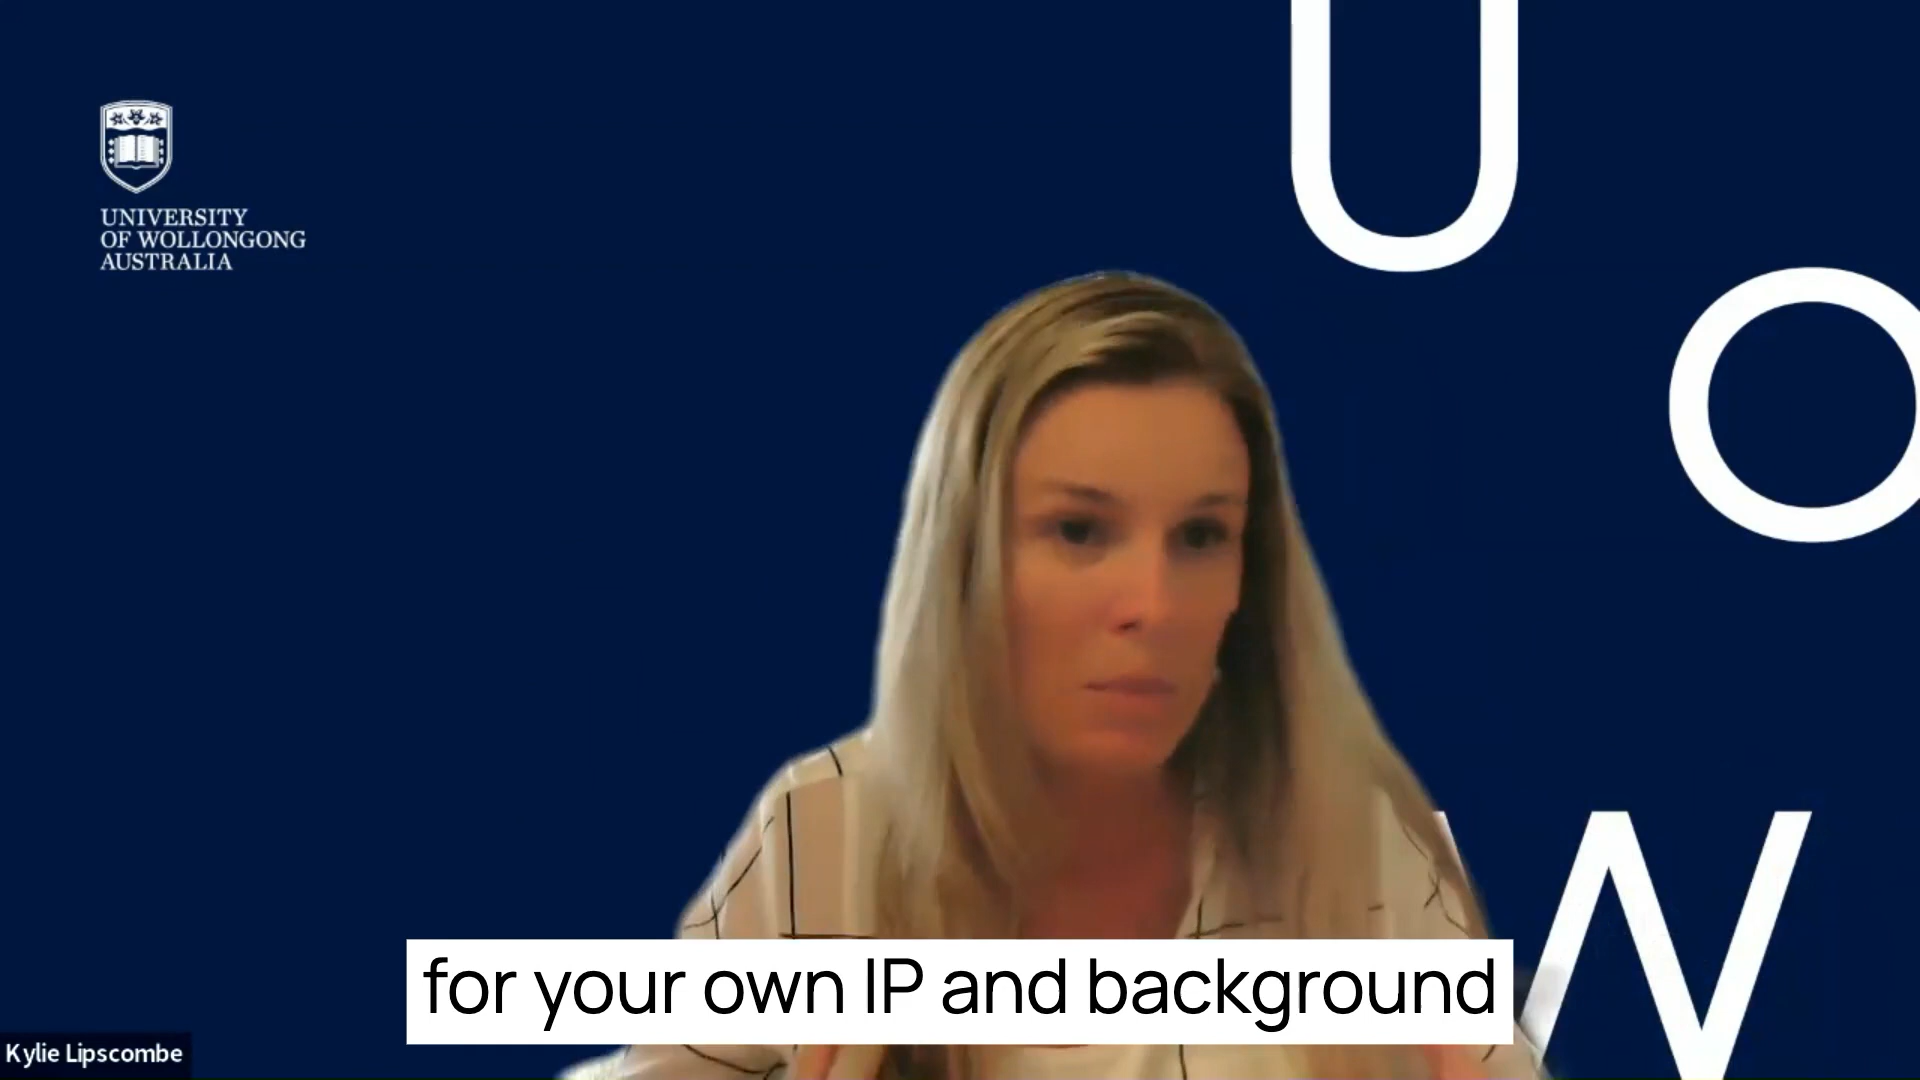 U
UNIVERSITY
OF WOLLONGONG
AUSTRALIA
O
W
for your own IP and background
Kylie Lipscombe